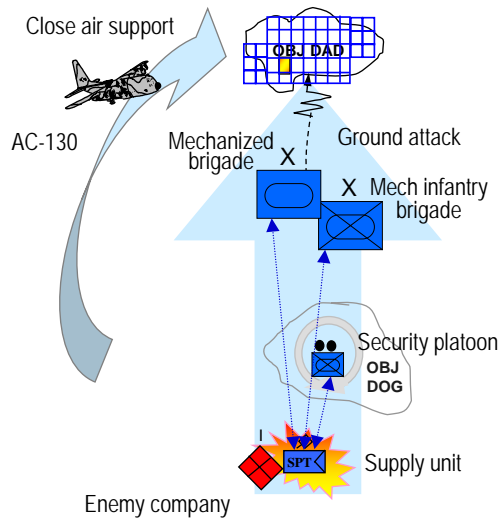 Close air support
OBJ DAD
AC-130
Mechanized
brigade
X
Ground attack
X
Mech infantry
brigade
Security platoon
OBJ
DOG
I
SPT
Supply unit
Enemy company